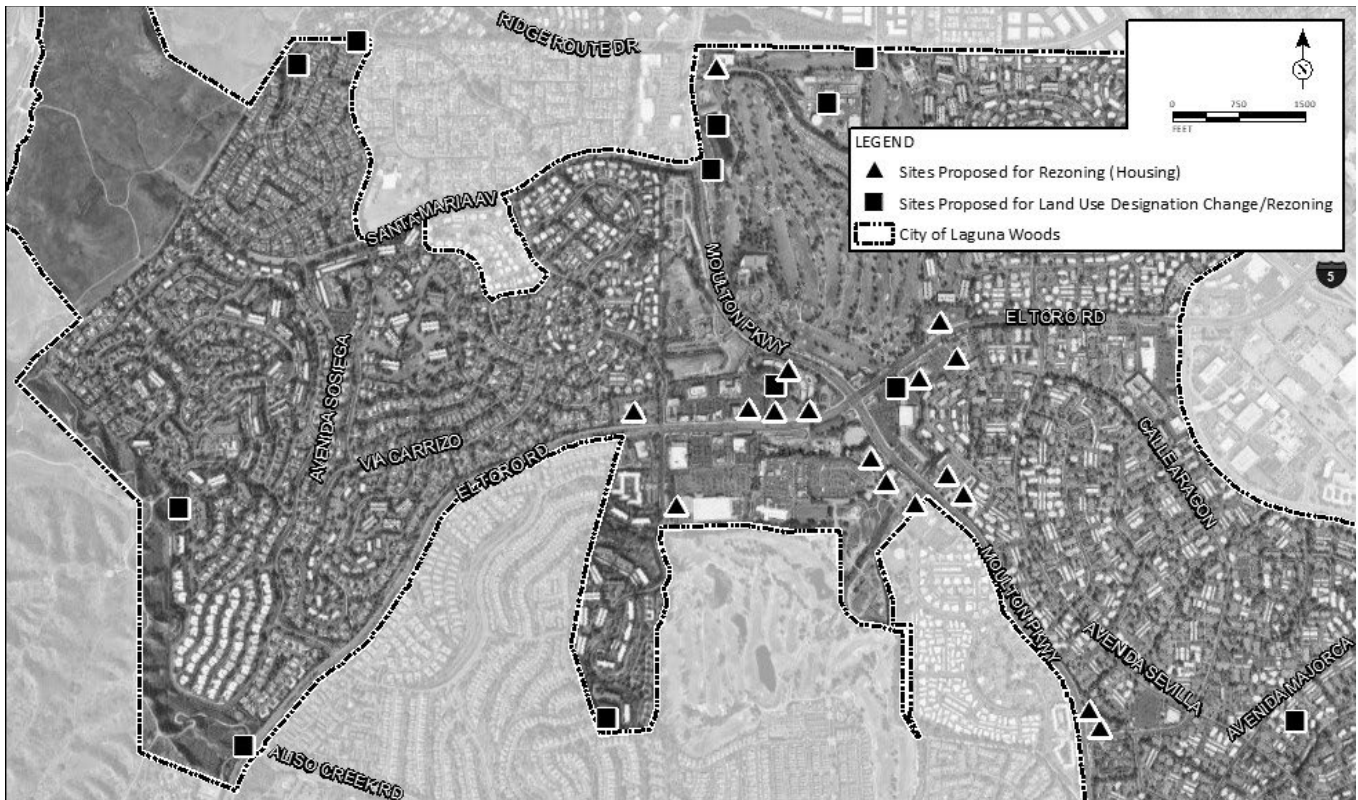 RIDGE ROUTE DR
N
0 750 1500
FEET
LEGEND
Sites Proposed for Rezoning (Housing)
Sites Proposed for Land Use Designation Change/Rezoning
City of Laguna Woods
SANTA MARIA AV
5
MOULTON PKWY
EL TORO RD
AVENIDA SOSIEGA
VIA CARRIZO
EL TORO RD
CALLE ARAGON
MOULTON PKWY
AVENIDA SEVILLA
AVENIDA MAJORCA
ALISO CREEK RD